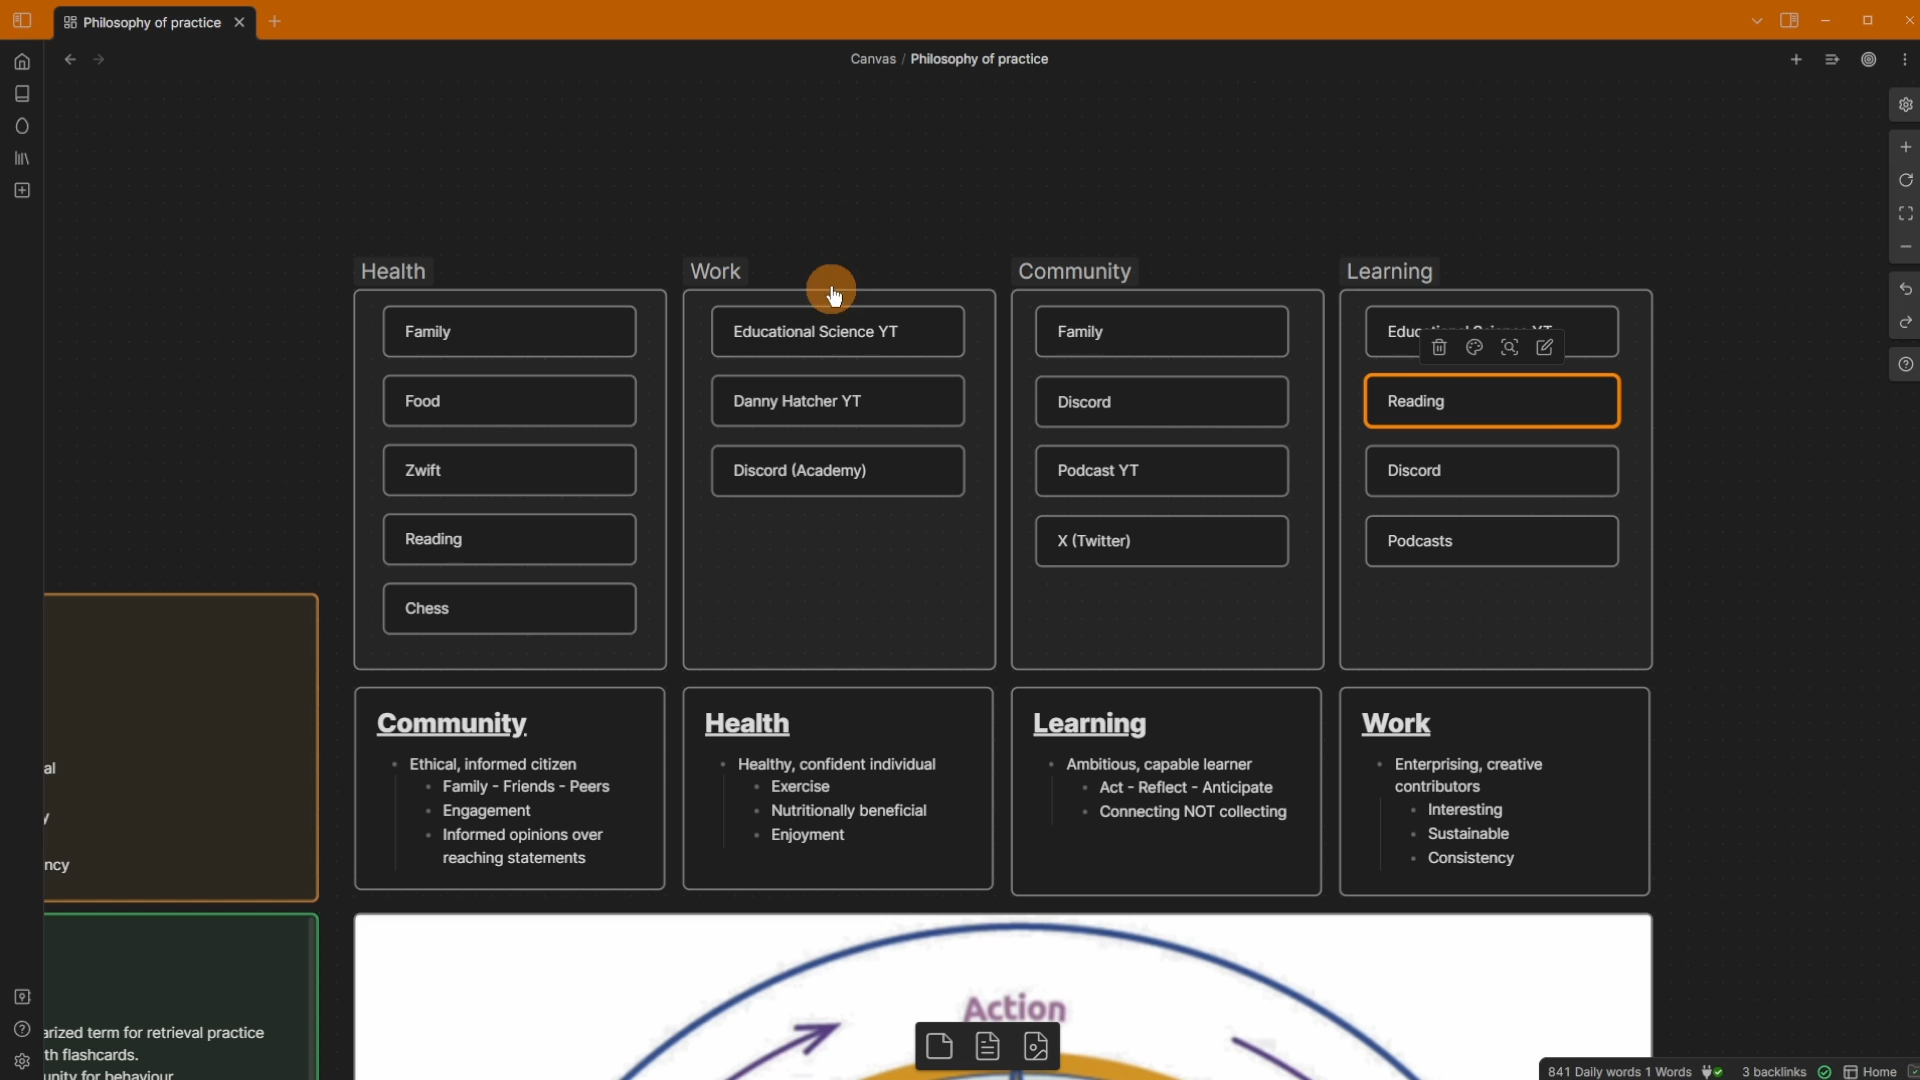 Philosophy of practice
Canvas / Philosophy of practice
Health
Family
Food
Zwift
Reading
Chess
Work
Educational Science YT
Danny Hatcher YT
Discord (Academy)
Community
Family
Discord
Podcast YT
X (Twitter)
Learning
Reading
Discord
Podcasts
Community
Ethical, informed citizen
Family - Friends - Peers
Engagement
Informed opinions over
reaching statements
Health
Healthy, confident individual
Exercise
Nutritionally beneficial
Enjoyment
Learning
Ambitious, capable learner
Act - Reflect - Anticipate
Connecting NOT collecting
Work
Enterprising, creative
contributors
Interesting
Sustainable
Consistency
al
y
ncy
arized term for retrieval practice
th flashcards.
unity for behaviour
Action
841 Daily words 1 Words
3 backlinks
Home